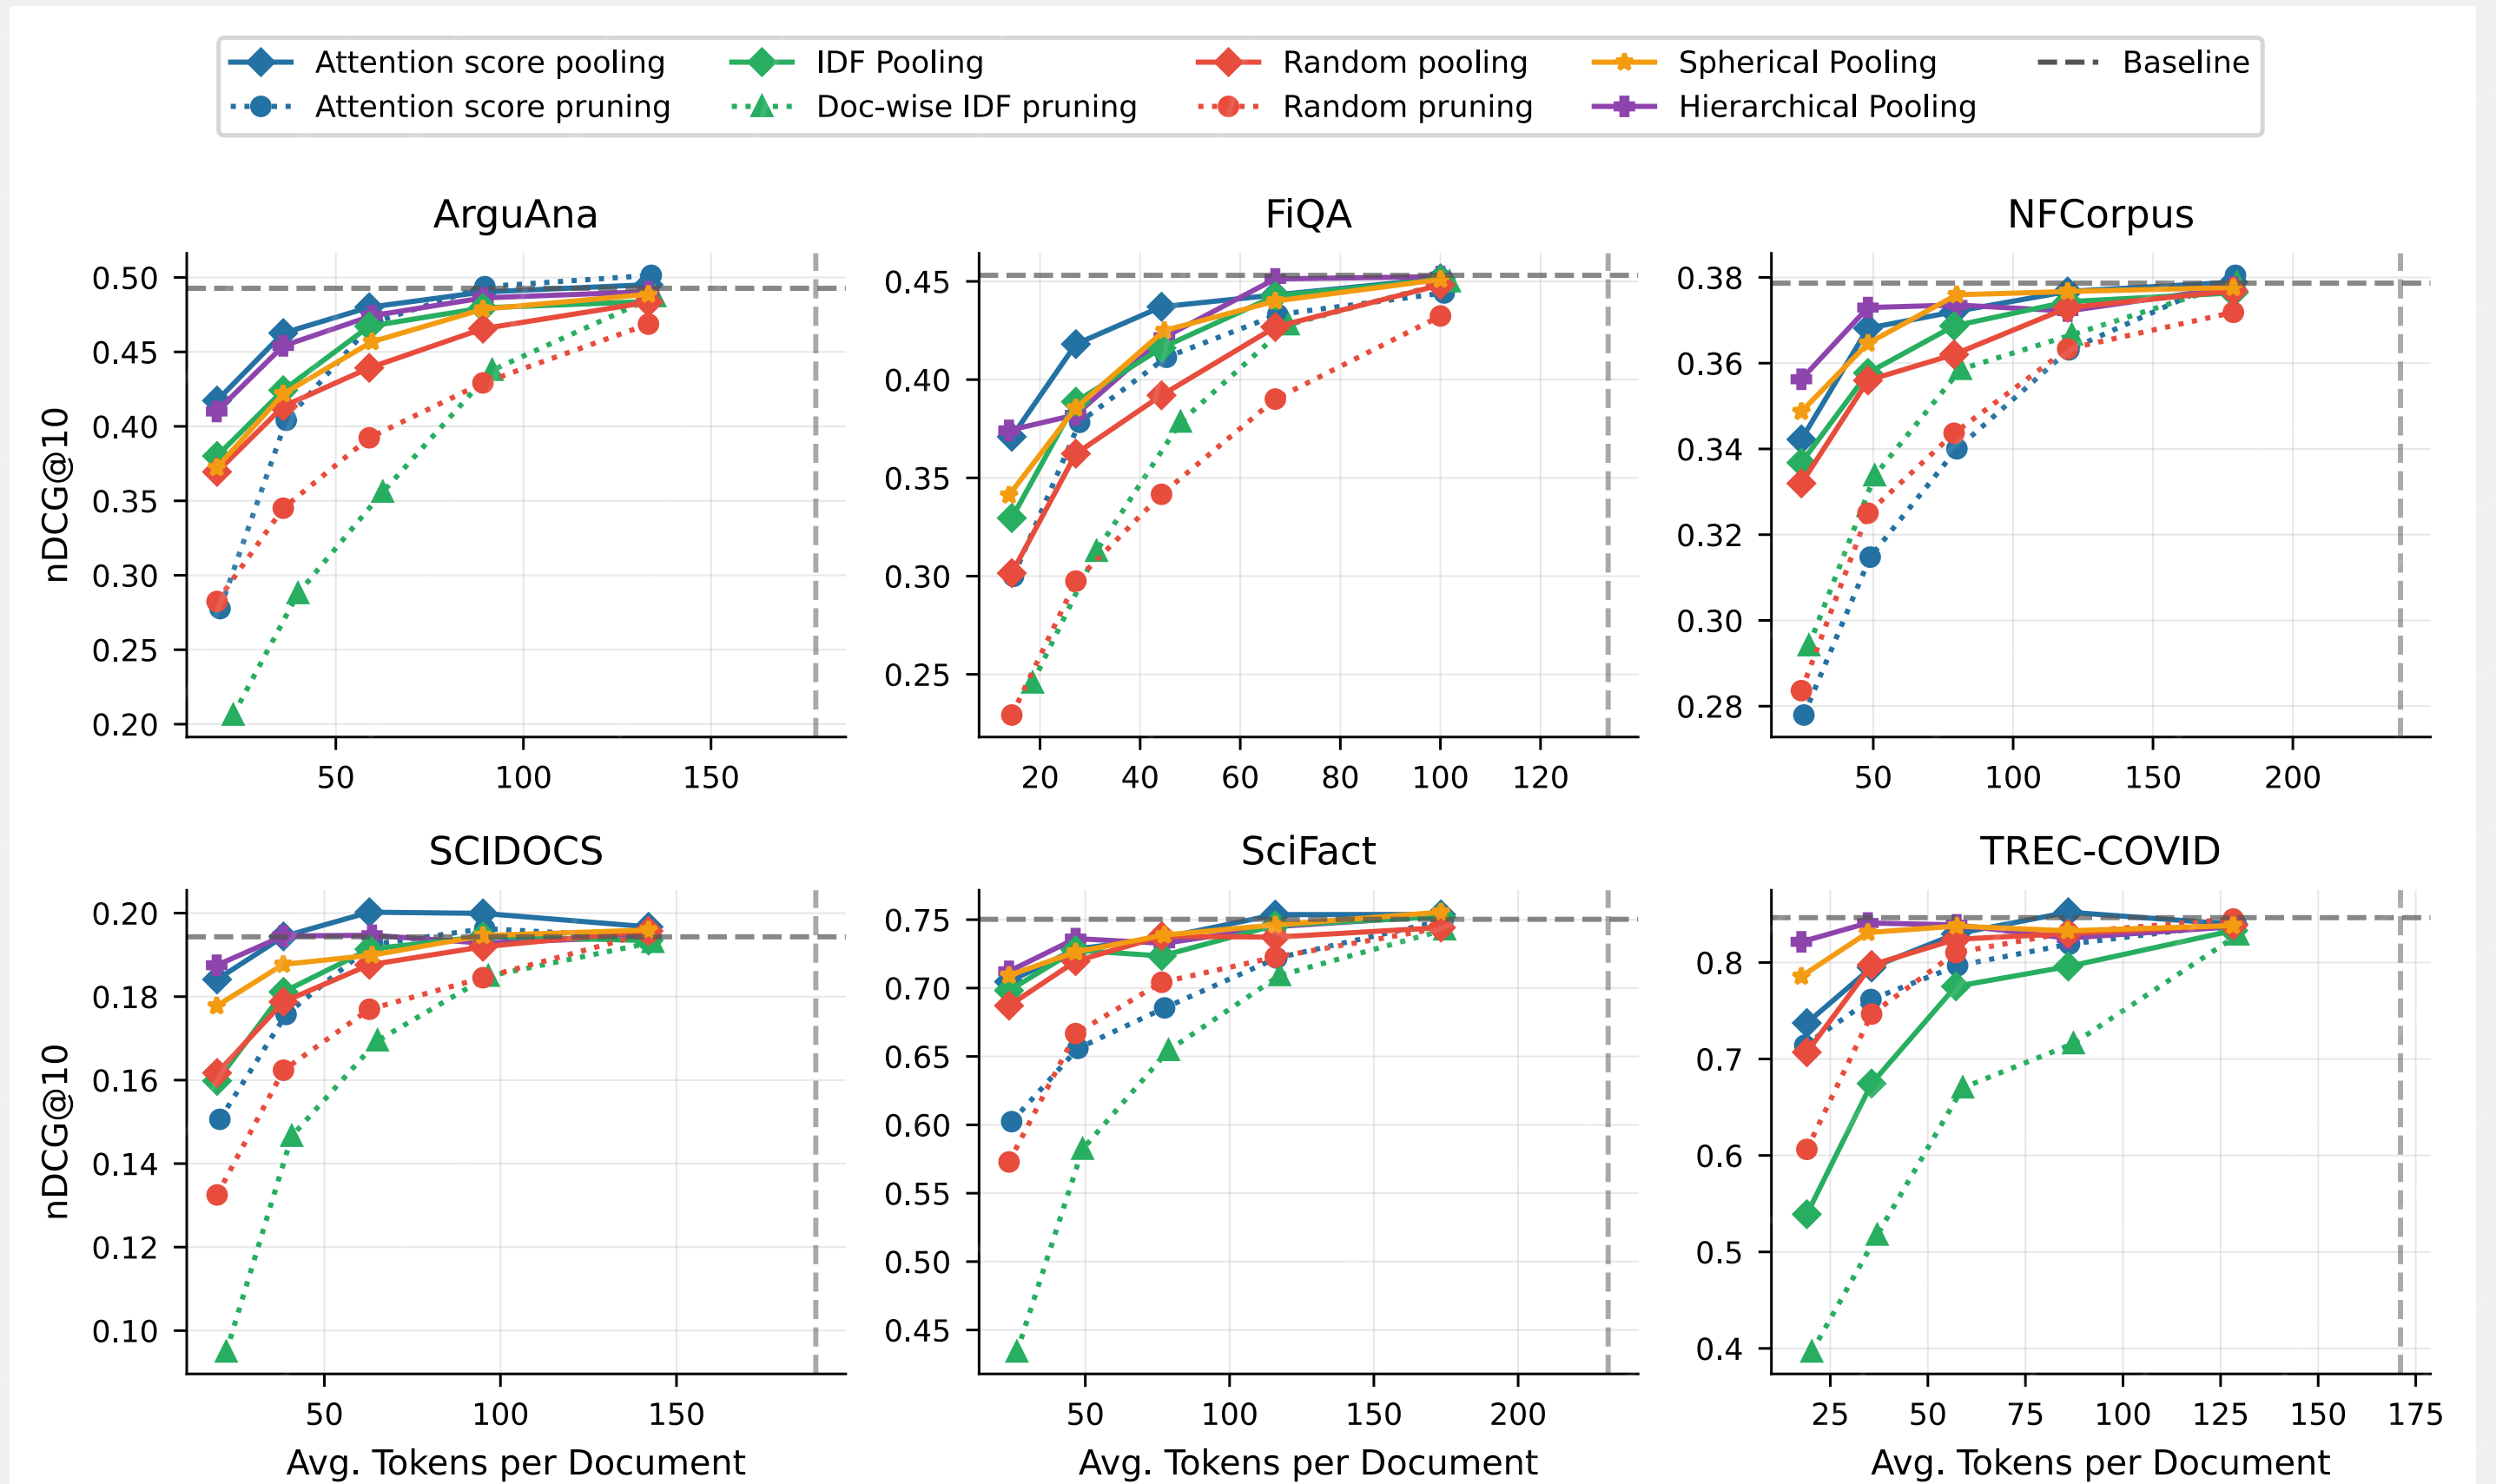 Attention score pooling IDF Pooling Random pooling Spherical Pooling Baseline
Attention score pruning Doc-wise IDF pruning Random pruning Hierarchical Pooling
ArguAna FiQA NFCorpus
nDCG@10
0.50
0.45
0.40
0.35
0.30
0.25
0.20
50 100 150
0.45
0.40
0.35
0.30
0.25
20 40 60 80 100 120
0.38
0.36
0.34
0.32
0.30
0.28
50 100 150 200
SCIDOCS SciFact TREC-COVID
nDCG@10
0.20
0.18
0.16
0.14
0.12
0.10
50 100 150
Avg. Tokens per Document
0.75
0.70
0.65
0.60
0.55
0.50
0.45
50 100 150 200
Avg. Tokens per Document
0.8
0.7
0.6
0.5
0.4
25 50 75 100 125 150 175
Avg. Tokens per Document